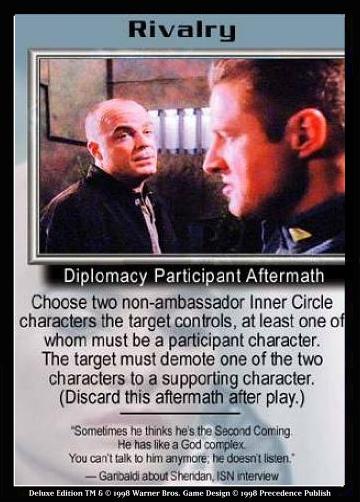 Rivalry
Diplomacy Participant Aftermath
Choose two non-ambassador Inner Circle
characters the target controls, at least one of
whom must be a participant character.
The target must demote one of the two
characters to a supporting character.
(Discard this aftermath after play.)
"Sometimes he thinks he's the Second Coming.
He has like a God complex.
You can't talk to him anymore; he doesn't listen."
— Garibaldi about Sheridan, ISN interview
Deluxe Edition TM & © 1998 Warner Bros. Game Design © 1998 Precedence Publish